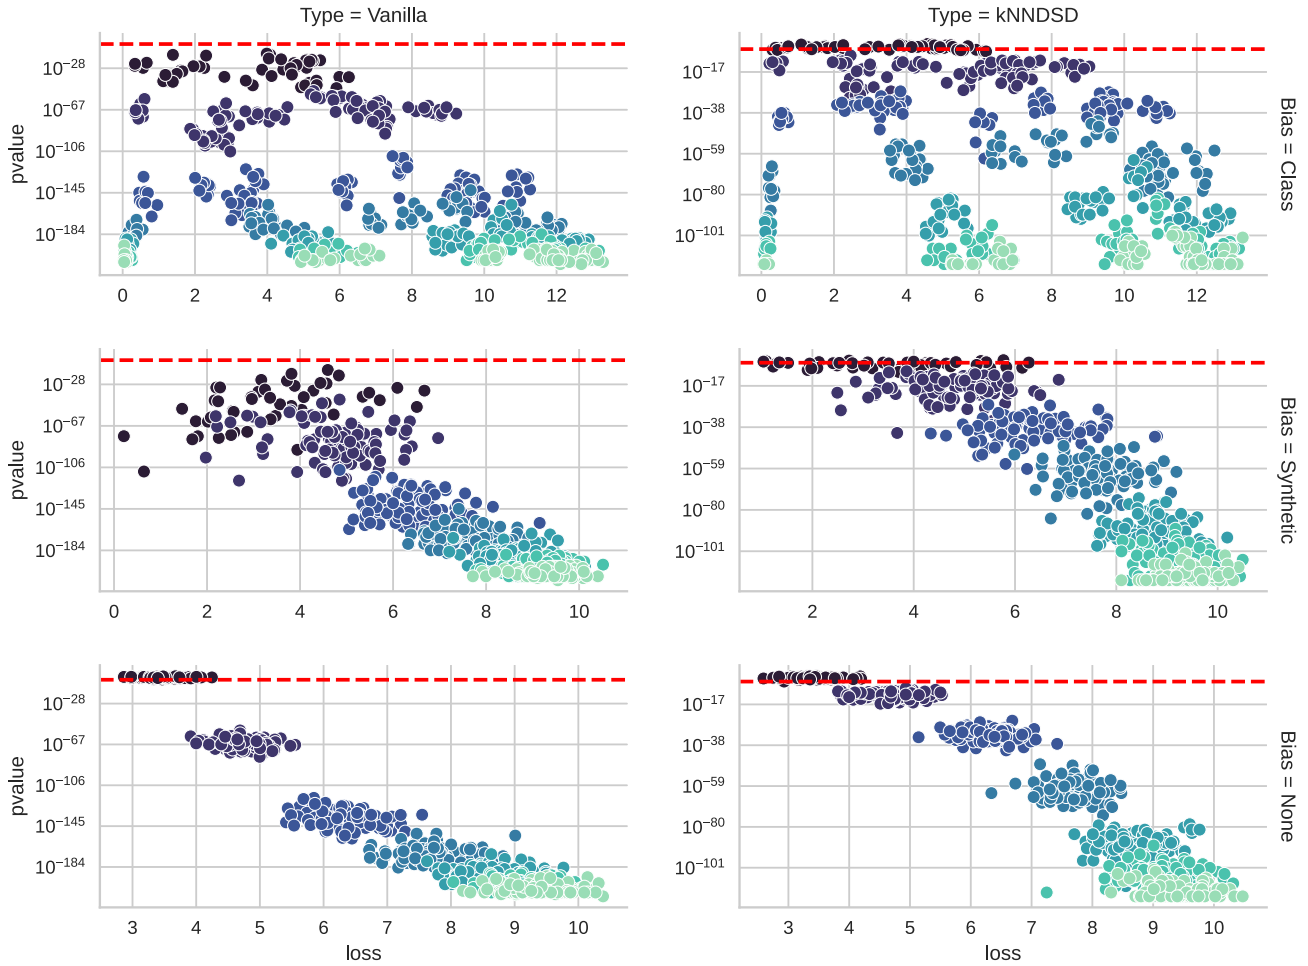 Type = Vanilla
Type = kNNDSD
pvalue
10−28
10−67
10−106
10−145
10−184
0 2 4 6 8 10 12
10−17
10−38
10−59
10−80
10−101
0 2 4 6 8 10 12
Bias = Class
pvalue
10−28
10−67
10−106
10−145
10−184
0 2 4 6 8 10
10−17
10−38
10−59
10−80
10−101
2 4 6 8 10
Bias = Synthetic
pvalue
10−28
10−67
10−106
10−145
10−184
3 4 5 6 7 8 9 10
loss
10−17
10−38
10−59
10−80
10−101
3 4 5 6 7 8 9 10
loss
Bias = None